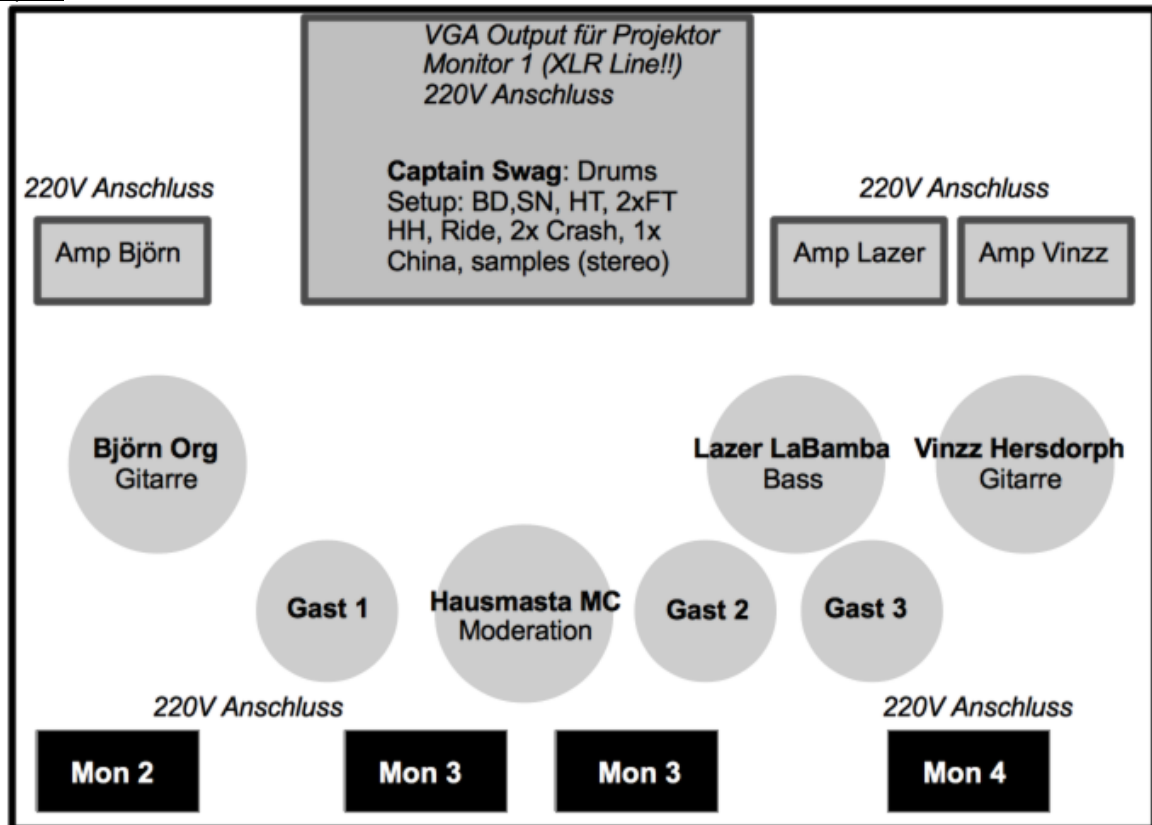 VGA Output für Projektor
Monitor 1 (XLR Line!!)
220V Anschluss
Captain Swag: Drums
Setup: BD,SN, HT, 2xFT
HH, Ride, 2x Crash, 1x
China, samples (stereo)
220V Anschluss
Amp Björn
220V Anschluss
Amp Lazer
Amp Vinzz
Björn Org
Gitarre
Lazer LaBamba
Bass
Vinzz Hersdorph
Gitarre
Gast 1
Hausmasta MC
Moderation
Gast 2
Gast 3
220V Anschluss
220V Anschluss
Mon 2
Mon 3
Mon 3
Mon 4